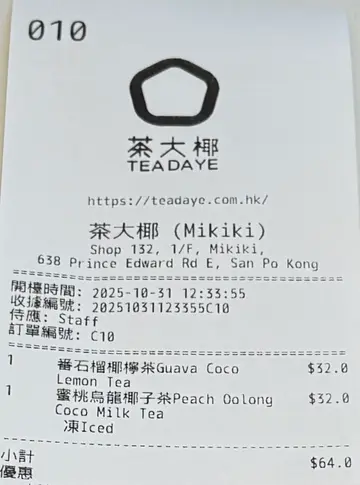 010
茶大椰
TEADAYE
https://teadaye.com.hk/
茶大椰 (Mikiki)
Shop 132, 1/F, Mikiki,
638 Prince Edward Rd E, San Po Kong
開檯時間: 2025-10-31 12:33:55
收據編號: 20251031123355C10
侍應: Staff
訂單編號: C10
1 蕃石榴椰檸茶Guava Coco $32.0
Lemon Tea
1 蜜桃烏龍椰子茶Peach Oolong $32.0
Coco Milk Tea
凍Iced
小計 $64.0
優惠